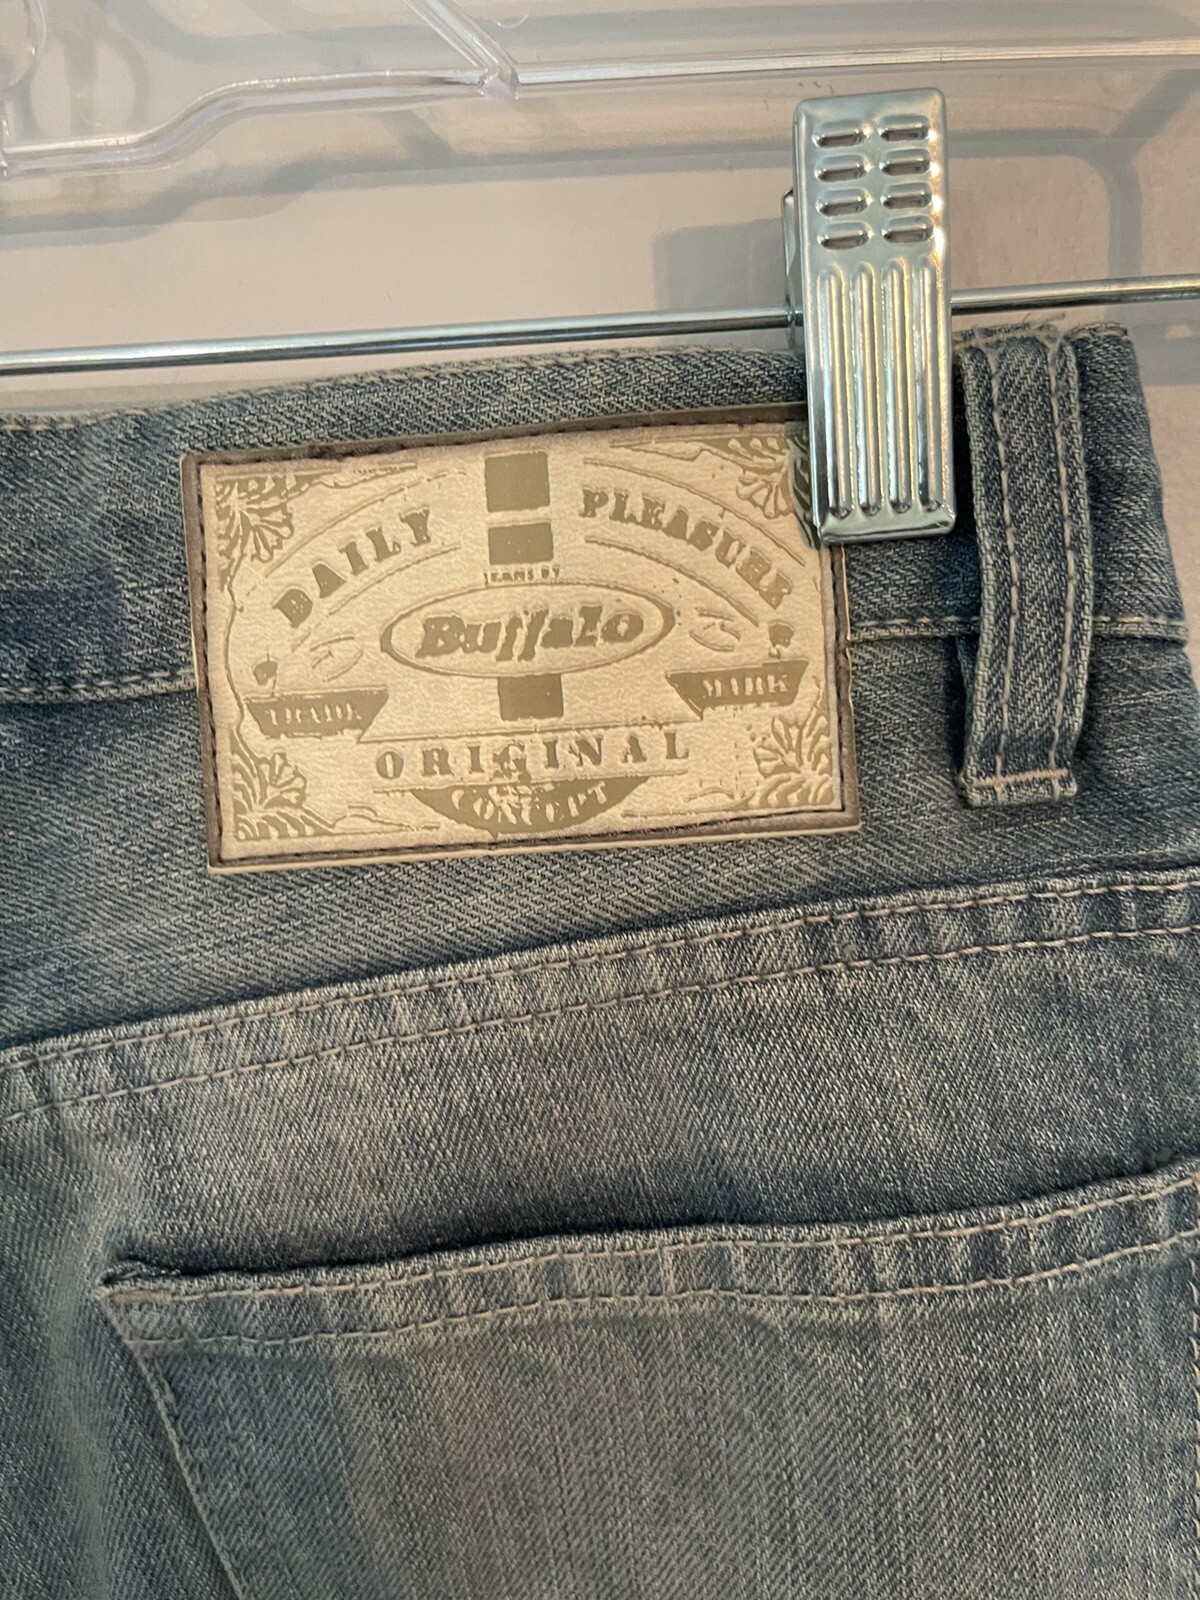 DAILY PLEASURE
JEANS BY
Buffalo
TRADE MARK
ORIGINAL
CONCEPT